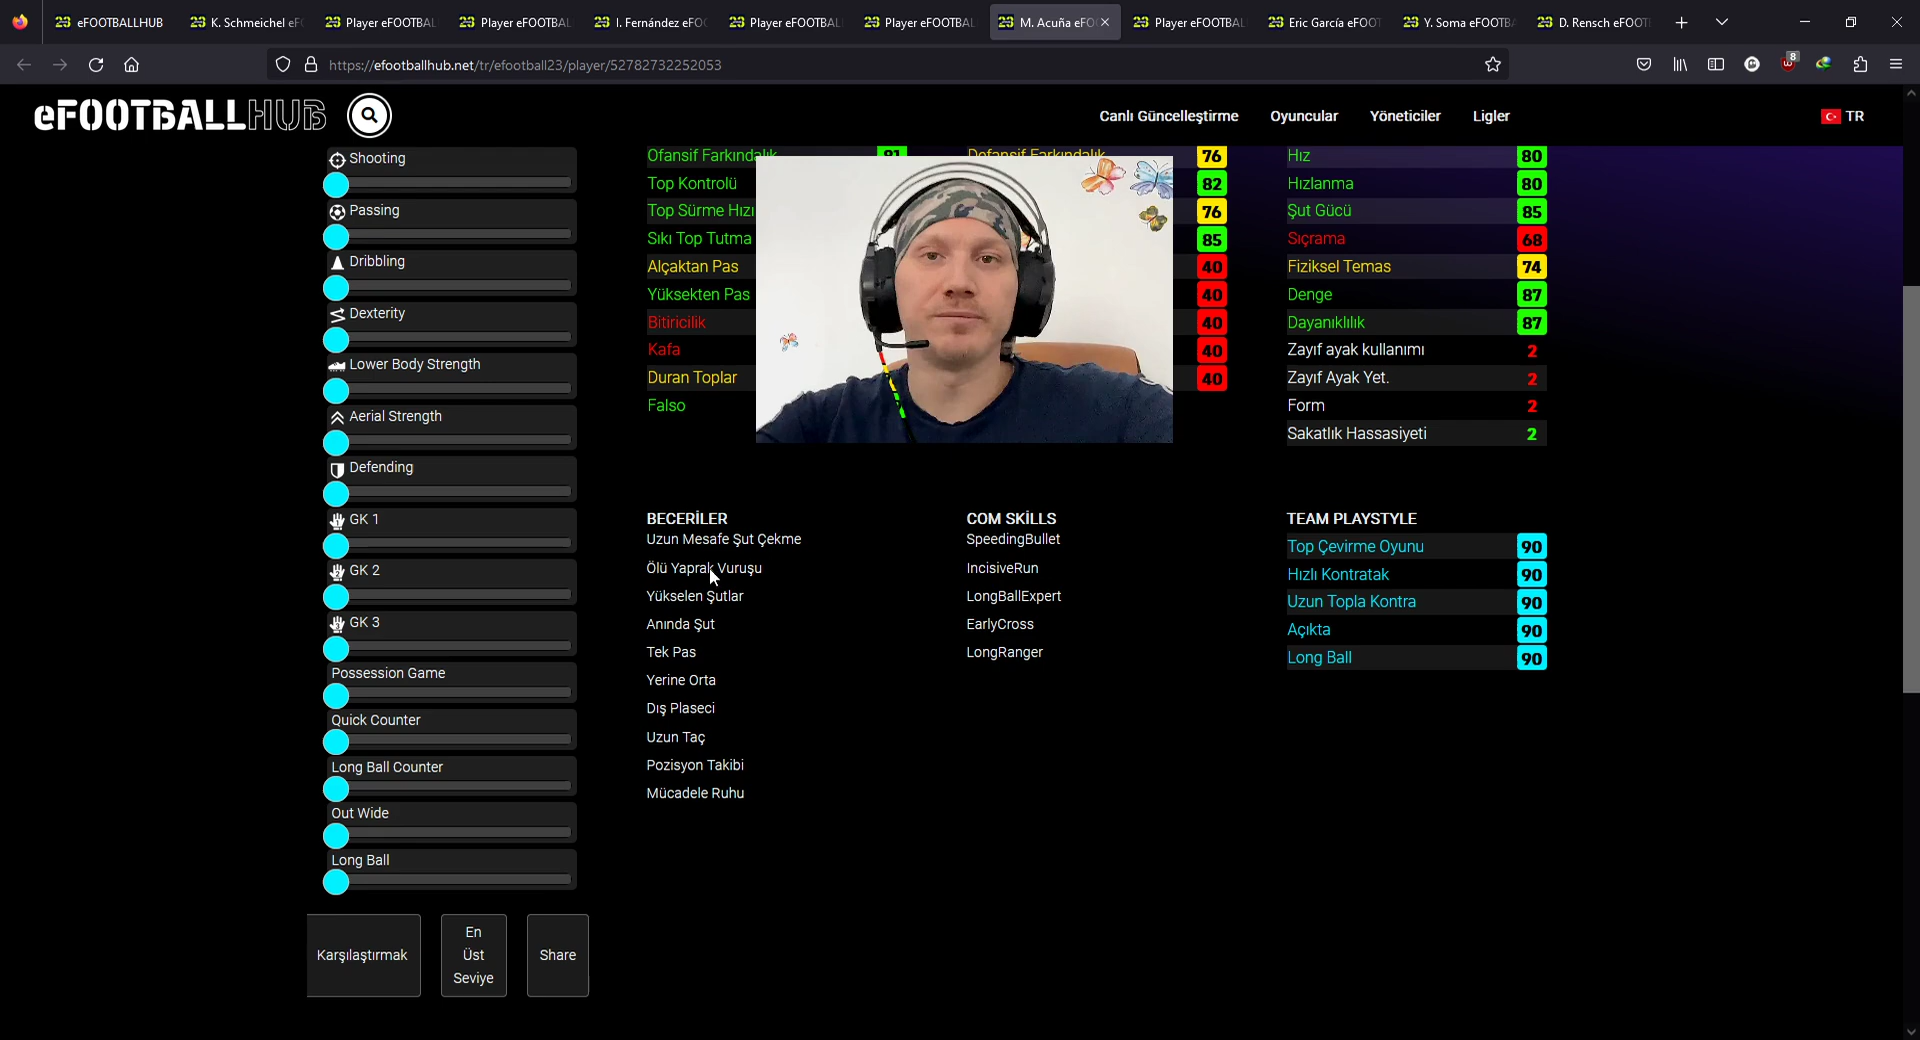 eFOOTBALLHUB
K. Schmeichel eF
Player eFOOTBAL
Player eFOOTBAL
I. Fernández eFO
Player eFOOTBAL
Player eFOOTBAL
M. Acuña eFO
Player eFOOTBAL
Eric García eFOOT
Y. Soma eFOOTB
D. Rensch eFOOT
https://efootballhub.net/tr/efootball23/player/52782732252053
8
eFOOTBALLHUB
Canlı Güncelleştirme
Oyuncular
Yöneticiler
Ligler
TR
Shooting
Passing
Dribbling
Dexterity
Lower Body Strength
Aerial Strength
Defending
GK 1
GK 2
GK 3
Possession Game
Quick Counter
Long Ball Counter
Out Wide
Long Ball
Karşılaştırmak
En
Üst
Seviye
Share
Ofansif Farkındalık 81
Top Kontrolü
Top Sürme Hızı
Sıkı Top Tutma
Alçaktan Pas
Yüksekten Pas
Bitiricilik
Kafa
Duran Toplar
Falso
Defansif Farkındalık 76
82
76
85
40
40
40
40
40
Hız 80
Hızlanma 80
Şut Gücü 85
Sıçrama 68
Fiziksel Temas 74
Denge 87
Dayanıklılık 87
Zayıf ayak kullanımı 2
Zayıf Ayak Yet. 2
Form 2
Sakatlık Hassasiyeti 2
BECERİLER
Uzun Mesafe Şut Çekme
Ölü Yaprak Vuruşu
Yükselen Şutlar
Anında Şut
Tek Pas
Yerine Orta
Dış Plaseci
Uzun Taç
Pozisyon Takibi
Mücadele Ruhu
COM SKİLLS
SpeedingBullet
IncisiveRun
LongBallExpert
EarlyCross
LongRanger
TEAM PLAYSTYLE
Top Çevirme Oyunu 90
Hızlı Kontratak 90
Uzun Topla Kontra 90
Açıkta 90
Long Ball 90